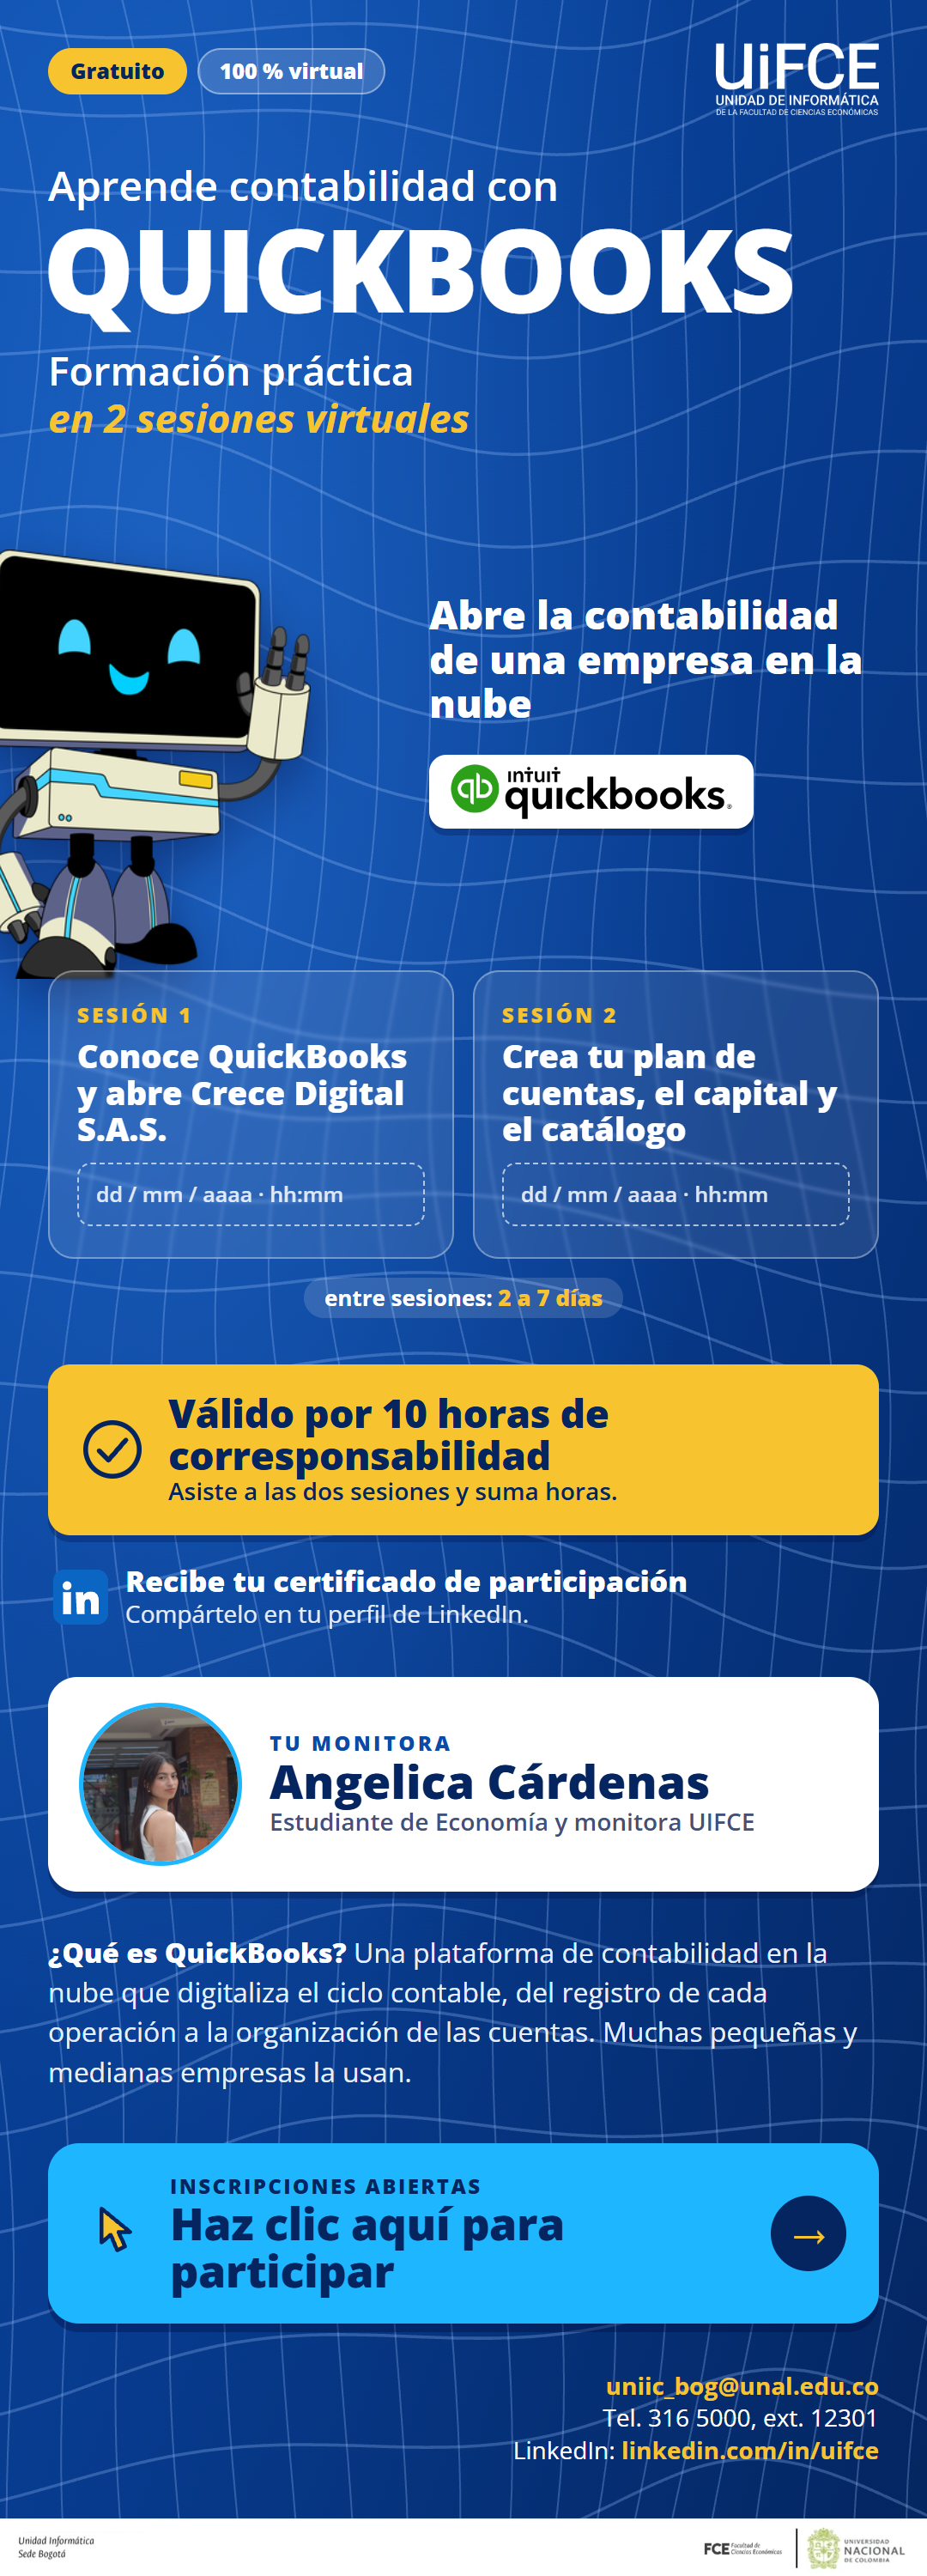 Gratuito
100 % virtual
UiFCE
UNIDAD DE INFORMÁTICA
DE LA FACULTAD DE CIENCIAS ECONÓMICAS
Aprende contabilidad con
QUICKBOOKS
Formación práctica
en 2 sesiones virtuales
Abre la contabilidad
de una empresa en la
nube
qb
intuit
quickbooks.
SESIÓN 1
Conoce QuickBooks
y abre Crece Digital
S.A.S.
dd / mm / aaaa · hh:mm
SESIÓN 2
Crea tu plan de
cuentas, el capital y
el catálogo
dd / mm / aaaa · hh:mm
entre sesiones: 2 a 7 días
Válido por 10 horas de
corresponsabilidad
Asiste a las dos sesiones y suma horas.
in
Recibe tu certificado de participación
Compártelo en tu perfil de LinkedIn.
TU MONITORA
Angelica Cárdenas
Estudiante de Economía y monitora UIFCE
¿Qué es QuickBooks? Una plataforma de contabilidad en la
nube que digitaliza el ciclo contable, del registro de cada
operación a la organización de las cuentas. Muchas pequeñas y
medianas empresas la usan.
INSCRIPCIONES ABIERTAS
Haz clic aquí para
participar
→
uniic_bog@unal.edu.co
Tel. 316 5000, ext. 12301
LinkedIn: linkedin.com/in/uifce
Unidad Informática
Sede Bogotá
FCE Facultad de
Ciencias Económicas
UNIVERSIDAD
NACIONAL
DE COLOMBIA